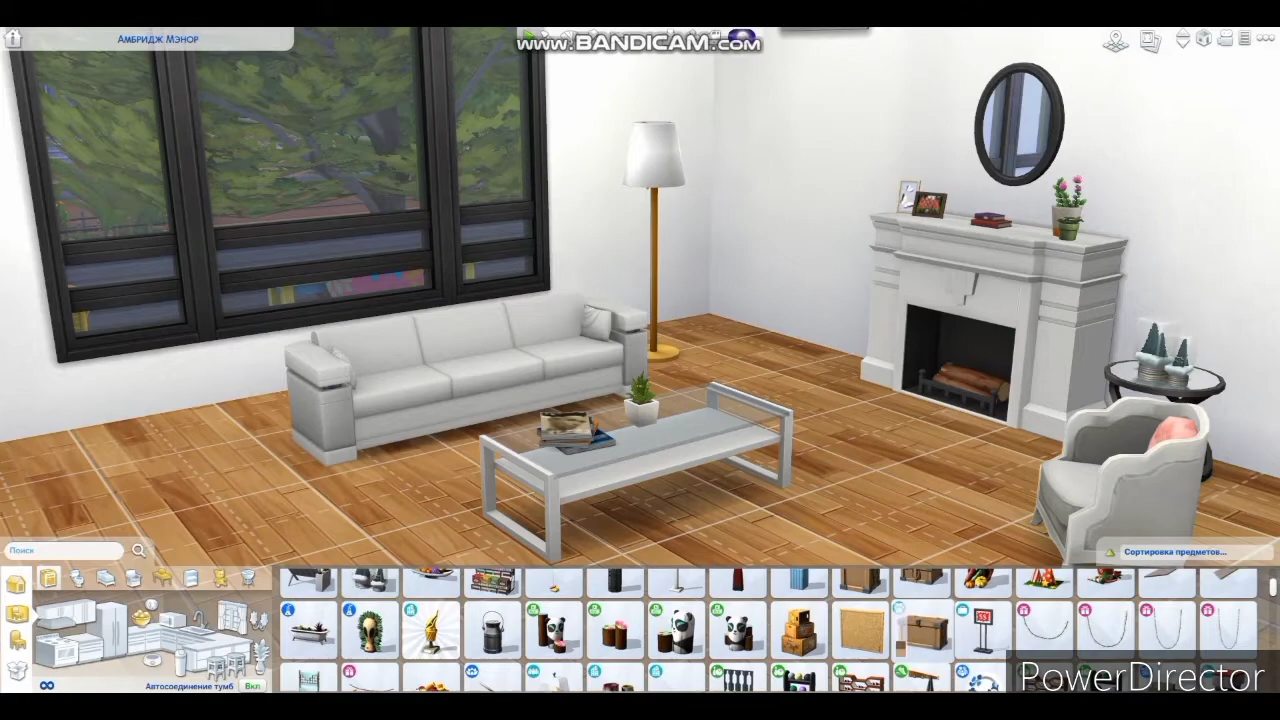 Амбридж Мэнор
www.BANDICAM.com
Поиск
Сортировка предметов...
Автосоединение тумб
Вкл
PowerDirector